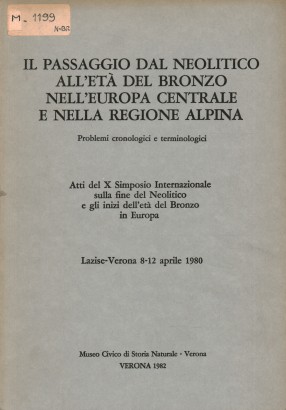 M - 1199
N-82
IL PASSAGGIO DAL NEOLITICO
ALL'ETÀ DEL BRONZO
NELL'EUROPA CENTRALE
E NELLA REGIONE ALPINA
Problemi cronologici e terminologici
Atti del X Simposio Internazionale
sulla fine del Neolitico
e gli inizi dell'età del Bronzo
in Europa
Lazise-Verona 8-12 aprile 1980
Museo Civico di Storia Naturale - Verona
VERONA 1982